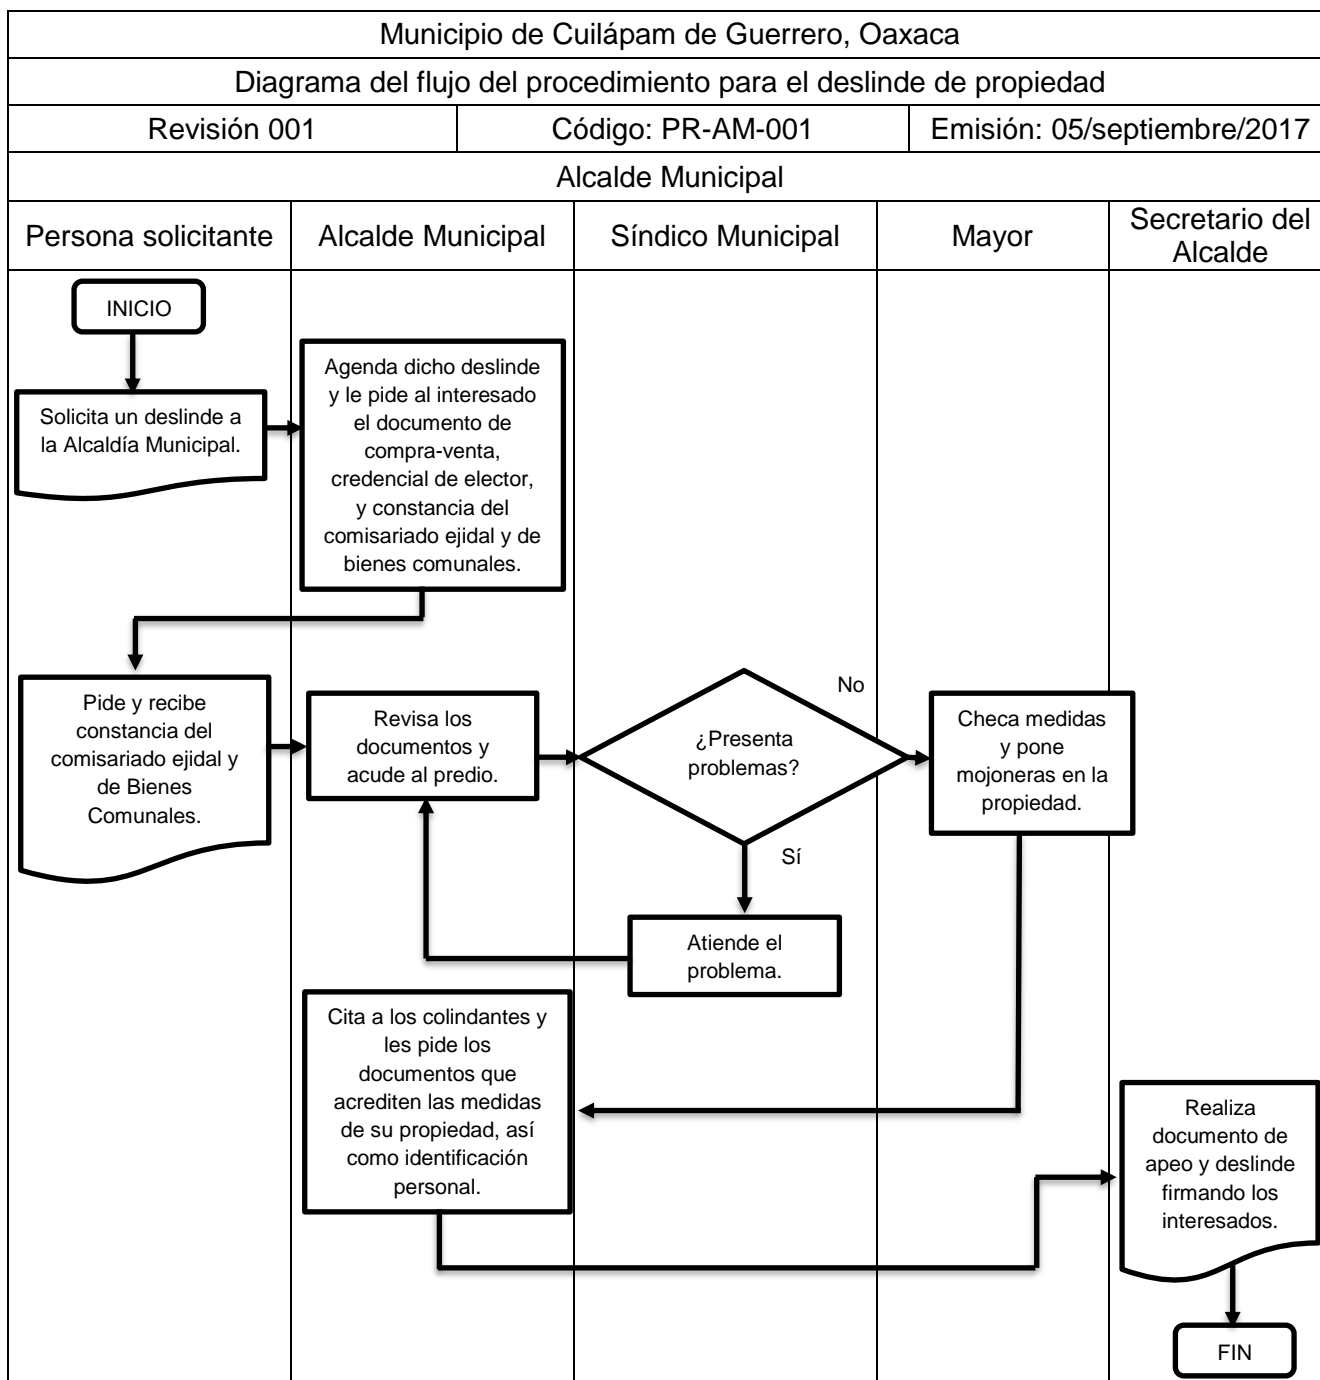 Municipio de Cuilápam de Guerrero, Oaxaca
Diagrama del flujo del procedimiento para el deslinde de propiedad
Revisión 001
Código: PR-AM-001
Emisión: 05/septiembre/2017
Alcalde Municipal
Persona solicitante
Alcalde Municipal
Síndico Municipal
Mayor
Secretario del
Alcalde
INICIO
Solicita un deslinde a
la Alcaldía Municipal.
Agenda dicho deslinde
y le pide al interesado
el documento de
compra-venta,
credencial de elector,
y constancia del
comisariado ejidal y de
bienes comunales.
Pide y recibe
constancia del
comisariado ejidal y
de Bienes
Comunales.
Revisa los
documentos y
acude al predio.
¿Presenta
problemas?
No
Sí
Checa medidas
y pone
mojoneras en la
propiedad.
Atiende el
problema.
Cita a los colindantes y
les pide los
documentos que
acrediten las medidas
de su propiedad, así
como identificación
personal.
Realiza
documento de
apeo y deslinde
firmando los
interesados.
FIN